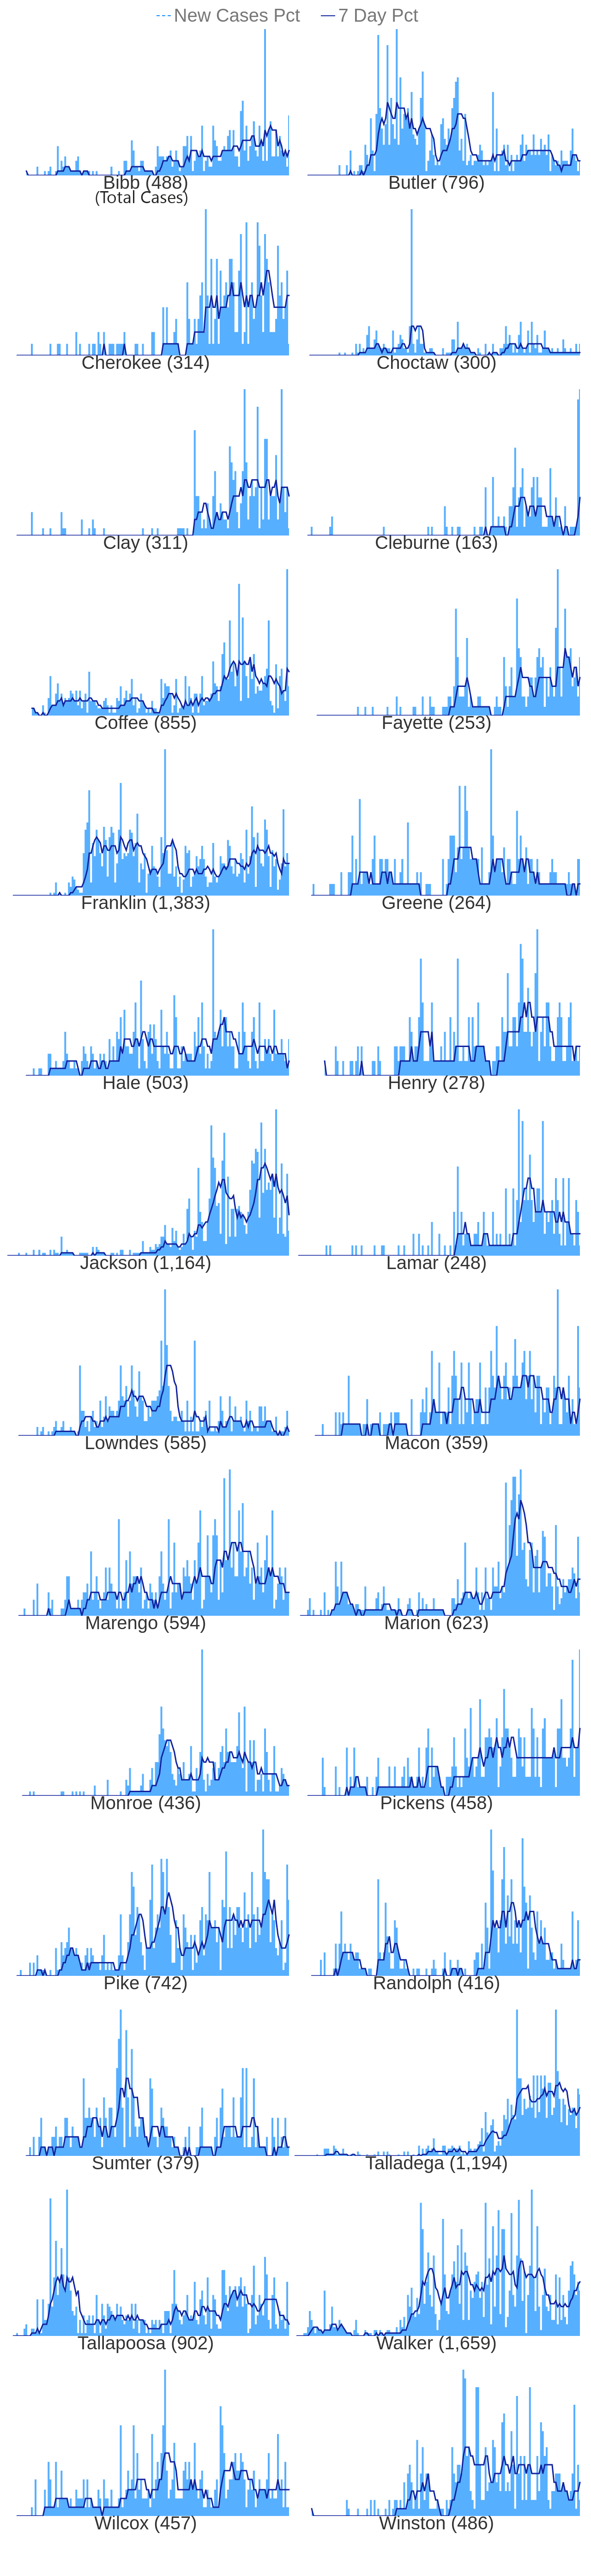 New Cases Pct 7 Day Pct
Bibb (488) Butler (796)
(Total Cases)
Cherokee (314) Choctaw (300)
Clay (311) Cleburne (163)
Coffee (855) Fayette (253)
Franklin (1,383) Greene (264)
Hale (503) Henry (278)
Jackson (1,164) Lamar (248)
Lowndes (585) Macon (359)
Marengo (594) Marion (623)
Monroe (436) Pickens (458)
Pike (742) Randolph (416)
Sumter (379) Talladega (1,194)
Tallapoosa (902) Walker (1,659)
Wilcox (457) Winston (486)